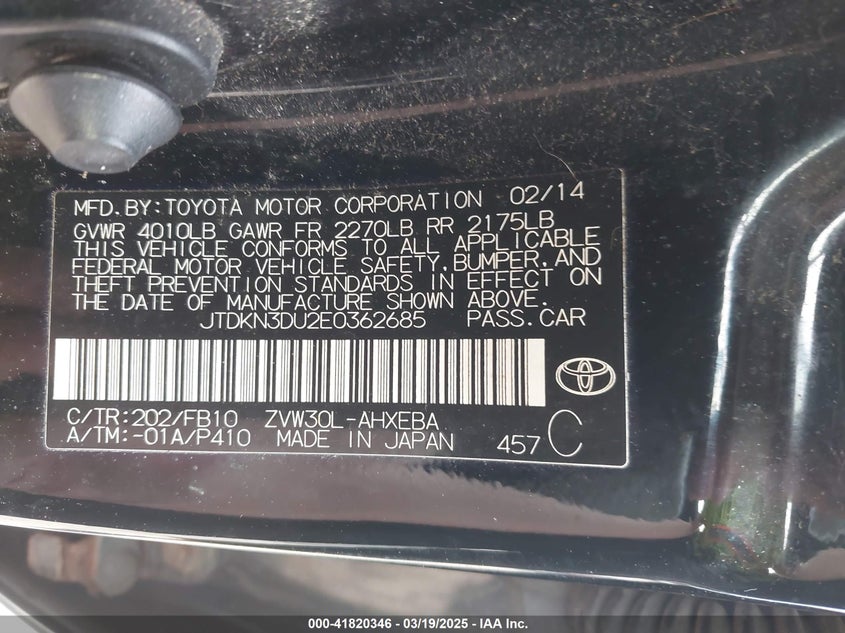 MFD.BY:TOYOTA MOTOR CORPORATION 02/14
GVWR 4010LB GAWR FR 2270LB RR 2175LB
THIS VEHICLE CONFORMS TO ALL APPLICABLE
FEDERAL MOTOR VEHICLE SAFETY,BUMPER,AND
THEFT PREVENTION STANDARDS IN EFFECT ON
THE DATE OF MANUFACTURE SHOWN ABOVE.
JTDKN3DU2E0362685 PASS.CAR
C/TR:202/FB10 ZVW30L-AHXEBA
A/TM:-01A/P410 MADE IN JAPAN 457 C
000-41820346 - 03/19/2025 - IAA Inc.